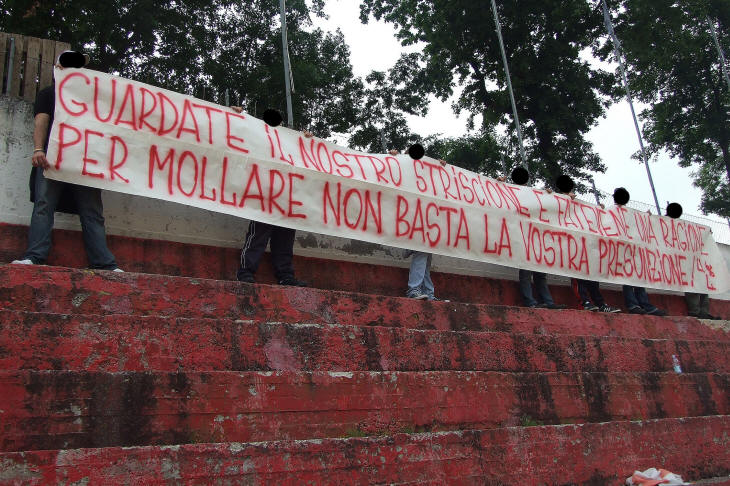 GUARDATE IL NOSTRO STRISCIONE E FATEVENE UNA RAGIONE
PER MOLLARE NON BASTA LA VOSTRA PRESUNZIONE!